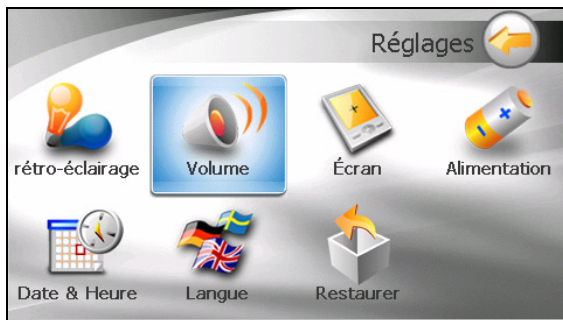 Réglages
rétro-éclairage
Volume
Écran
Alimentation
Date & Heure
Langue
Restaurer